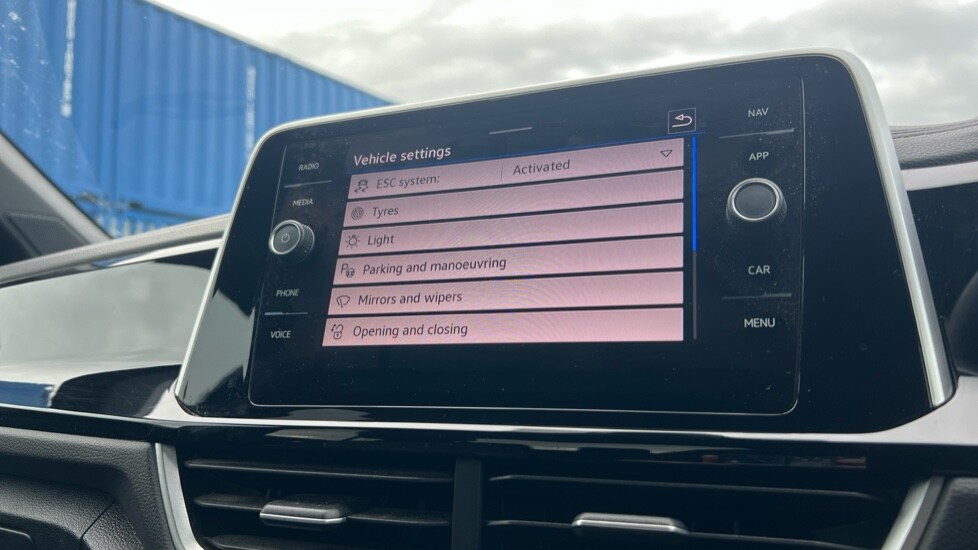 RADIO
MEDIA
PHONE
VOICE
Vehicle settings
ESC system: Activated
Tyres
Light
Parking and manoeuvring
Mirrors and wipers
Opening and closing
NAV
APP
CAR
MENU